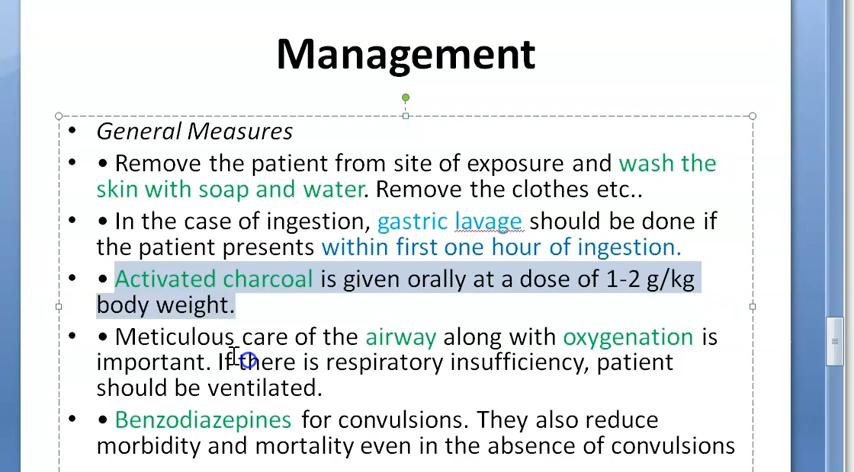 Management
• General Measures
• • Remove the patient from site of exposure and wash the
skin with soap and water. Remove the clothes etc..
• • In the case of ingestion, gastric lavage should be done if
the patient presents within first one hour of ingestion.
• • Activated charcoal is given orally at a dose of 1-2 g/kg
body weight.
• • Meticulous care of the airway along with oxygenation is
important. If there is respiratory insufficiency, patient
should be ventilated.
• • Benzodiazepines for convulsions. They also reduce
morbidity and mortality even in the absence of convulsions